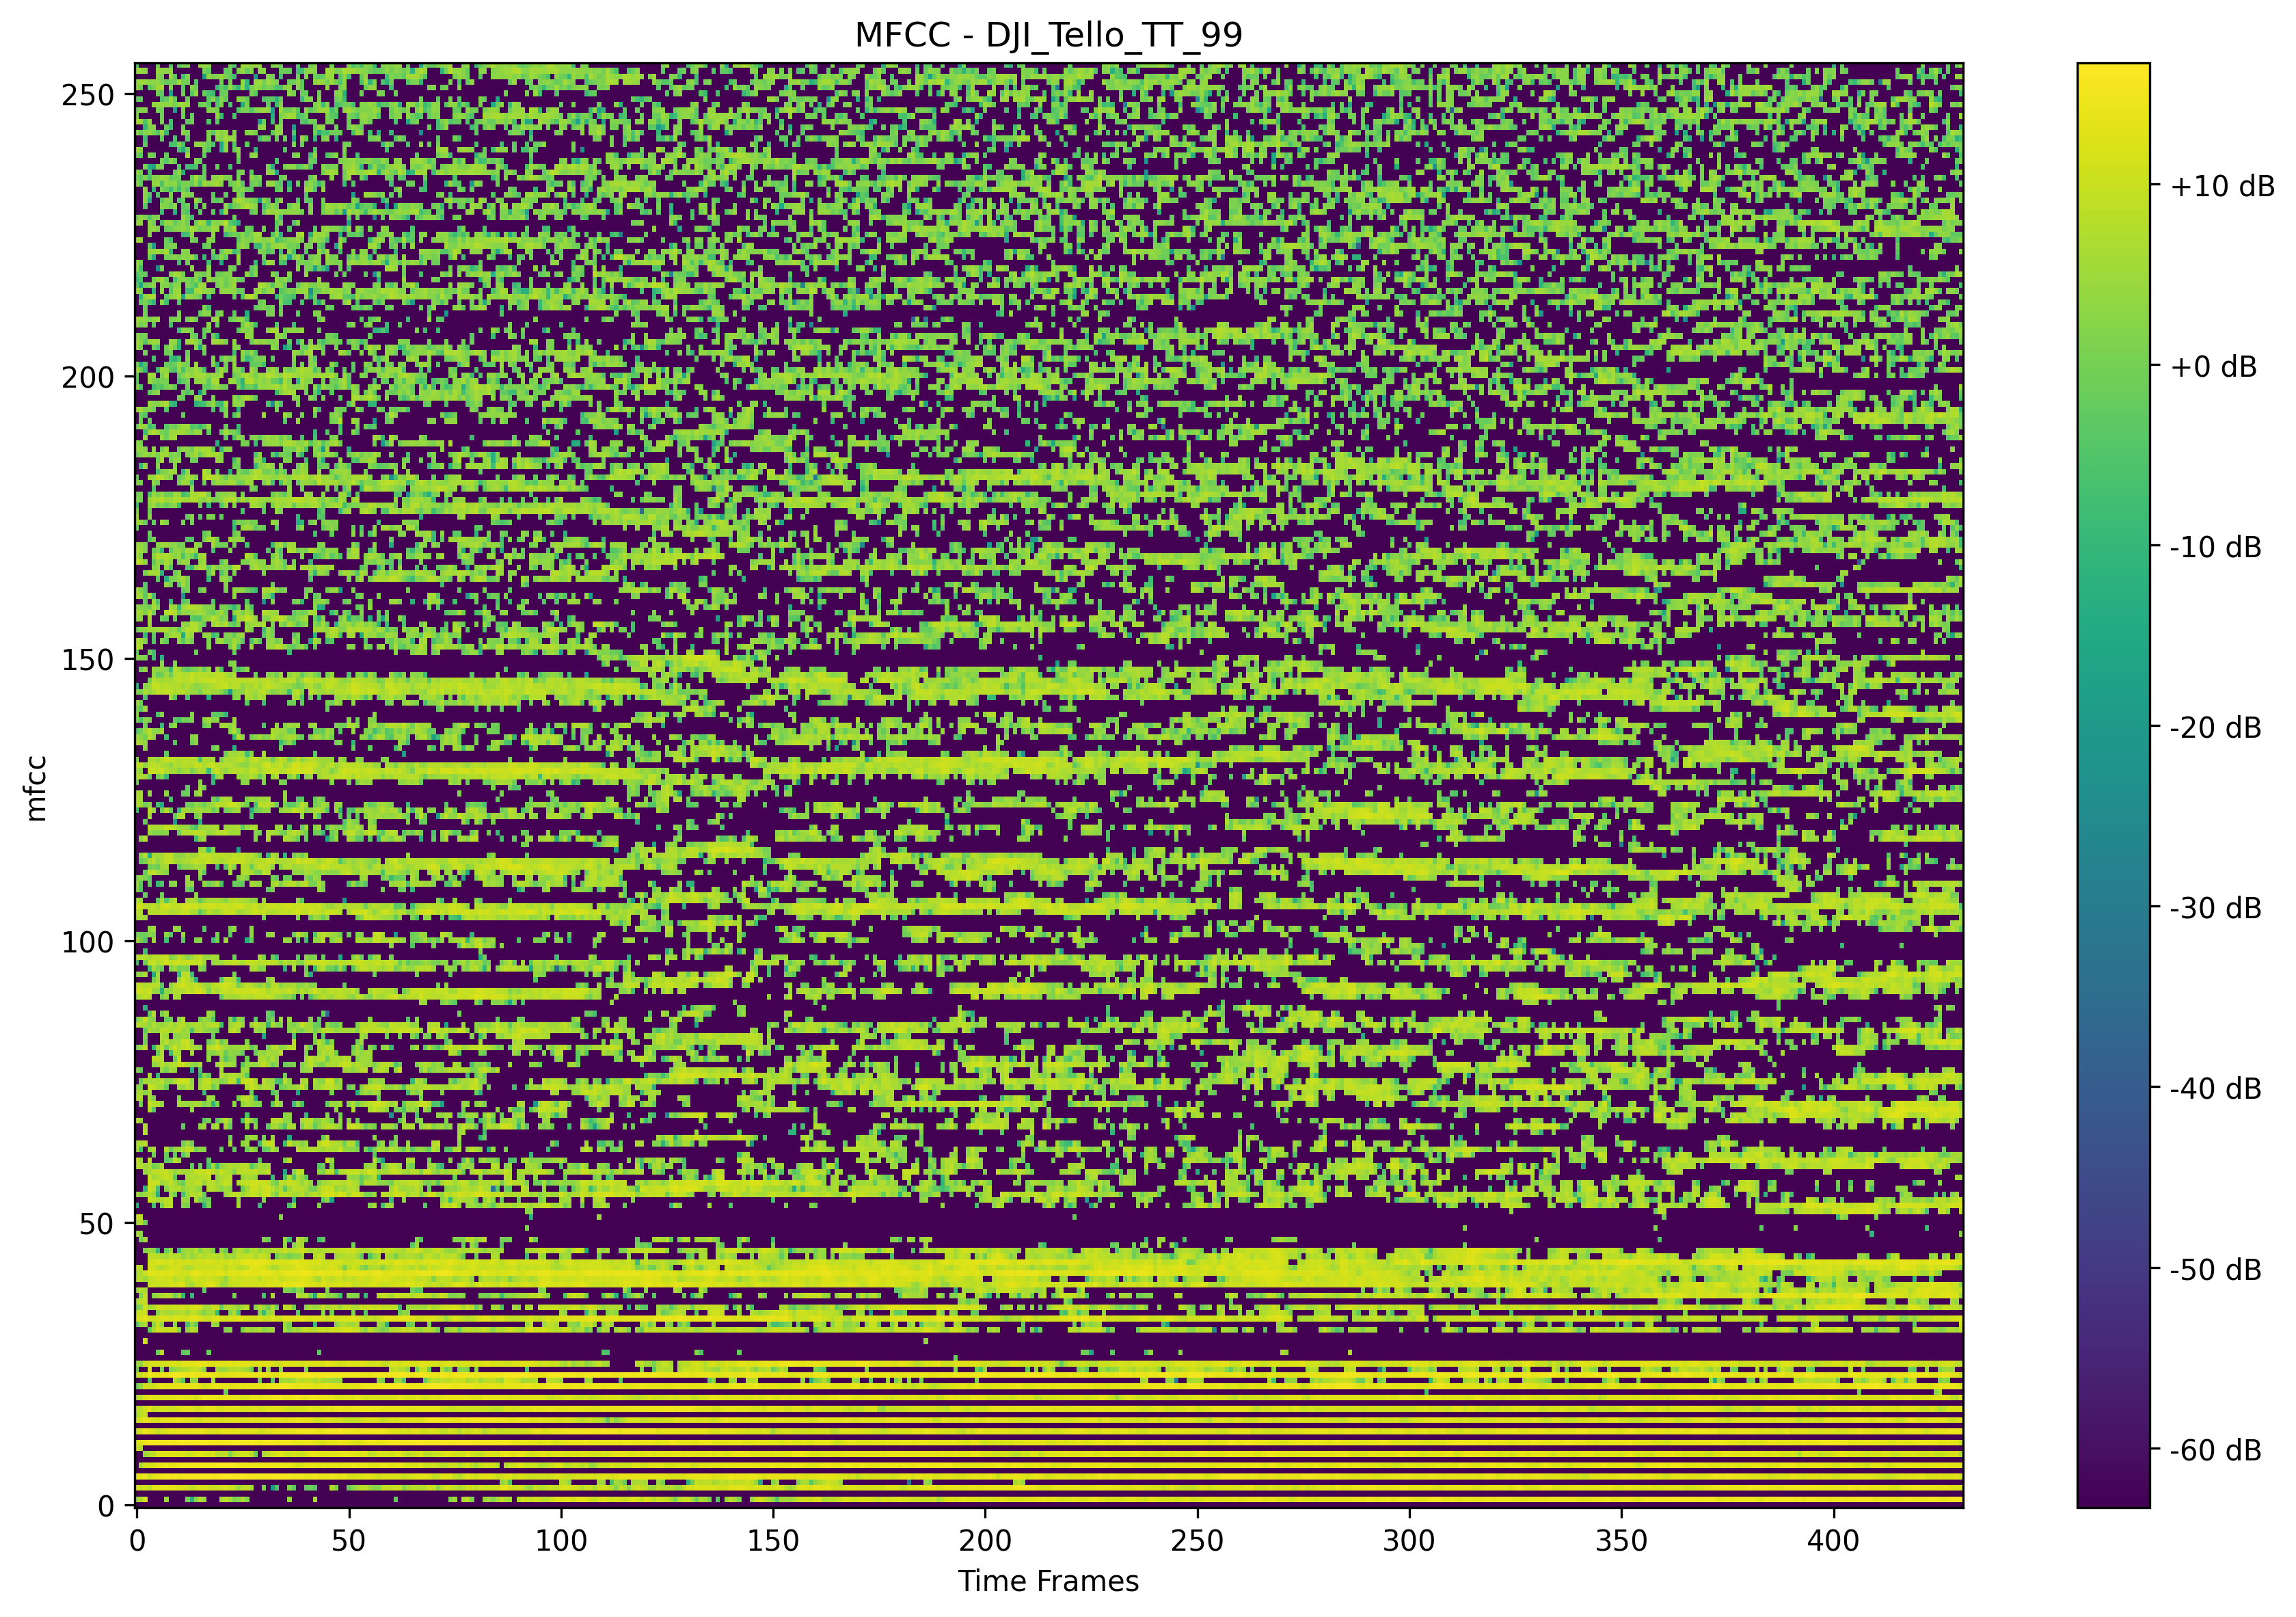 MFCC - DJI_Tello_TT_99
250
200
150
100
50
0
mfcc
0 50 100 150 200 250 300 350 400
Time Frames
+10 dB
+0 dB
-10 dB
-20 dB
-30 dB
-40 dB
-50 dB
-60 dB